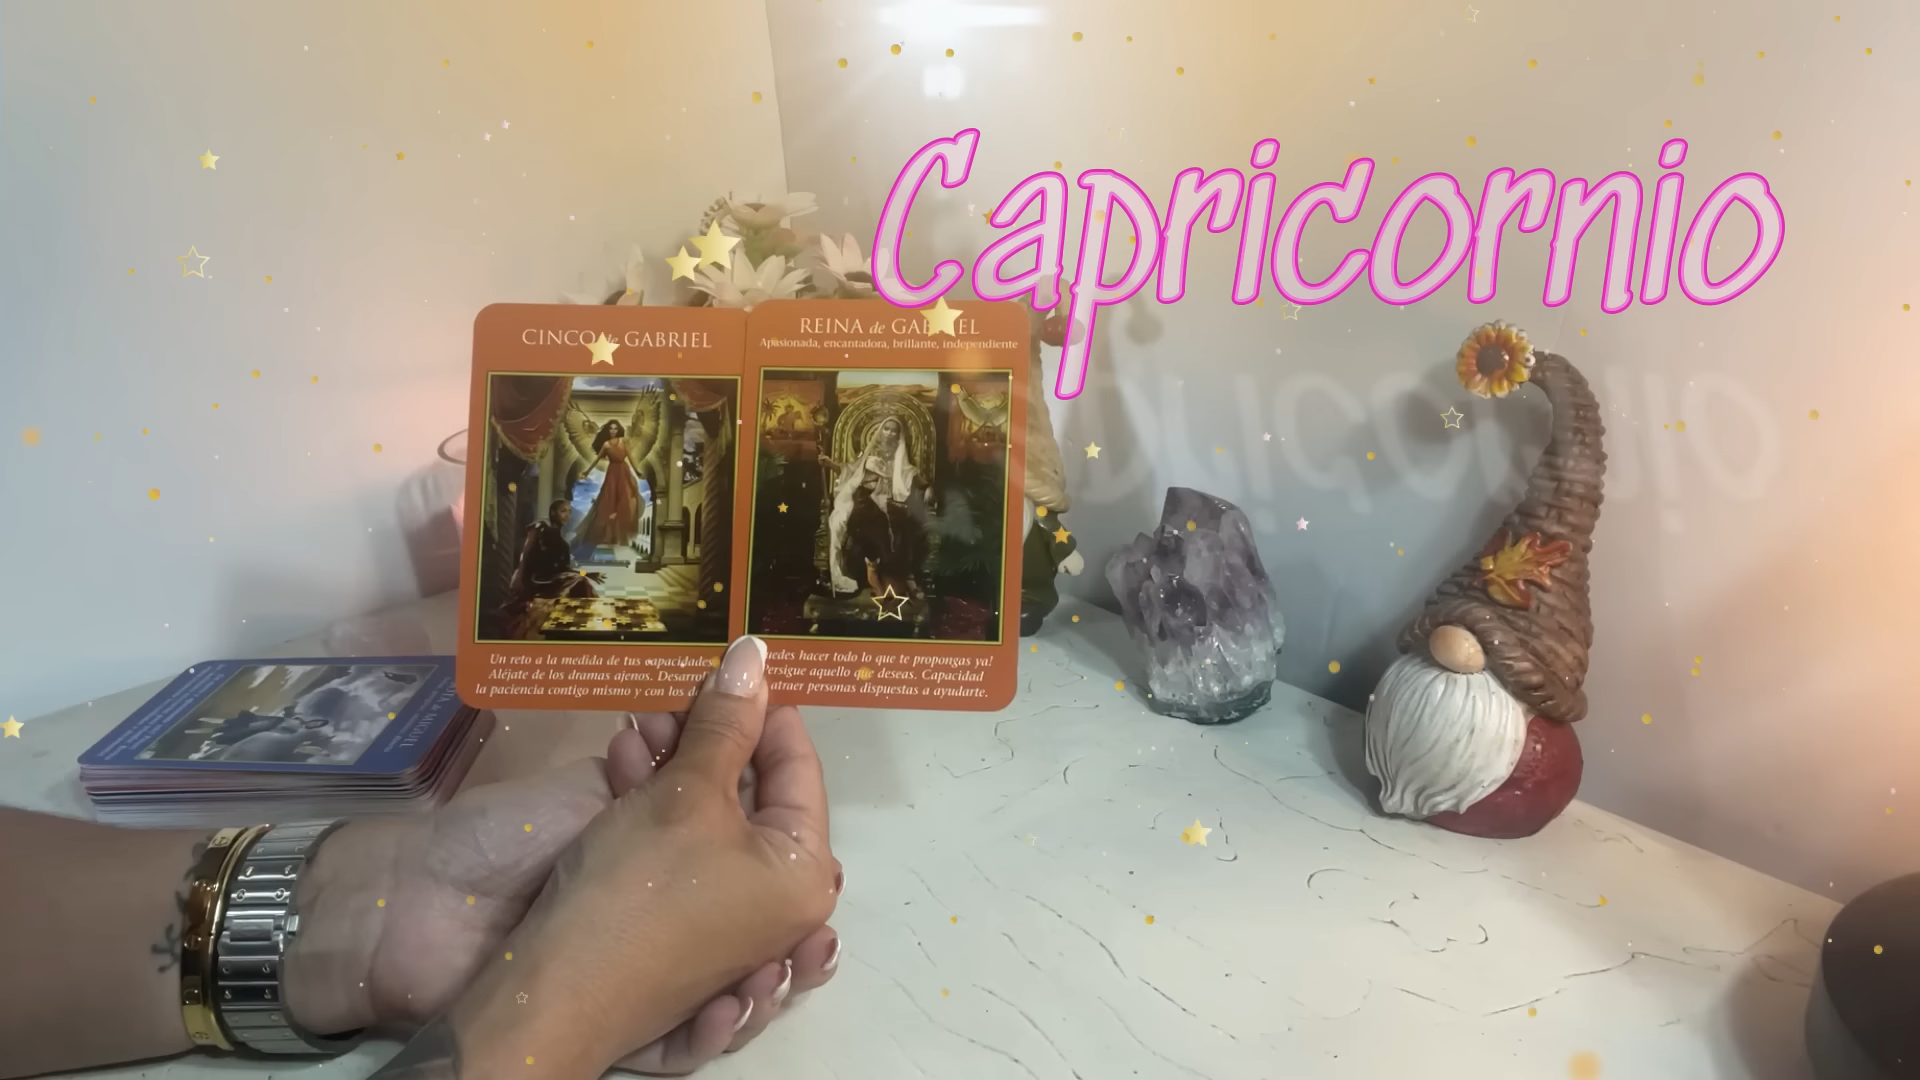 Capricornio
CINCO de GABRIEL
REINA de GABRIEL
Apasionada, encantadora, brillante, independiente
Un reto a la medida de tus capacidades
Aléjate de los dramas ajenos.
la paciencia contigo mismo y con los
hacer todo lo que te propongas ya!
Persigue aquello que deseas. Capacidad
atraer personas dispuestas a ayudarte.
MIGUEL